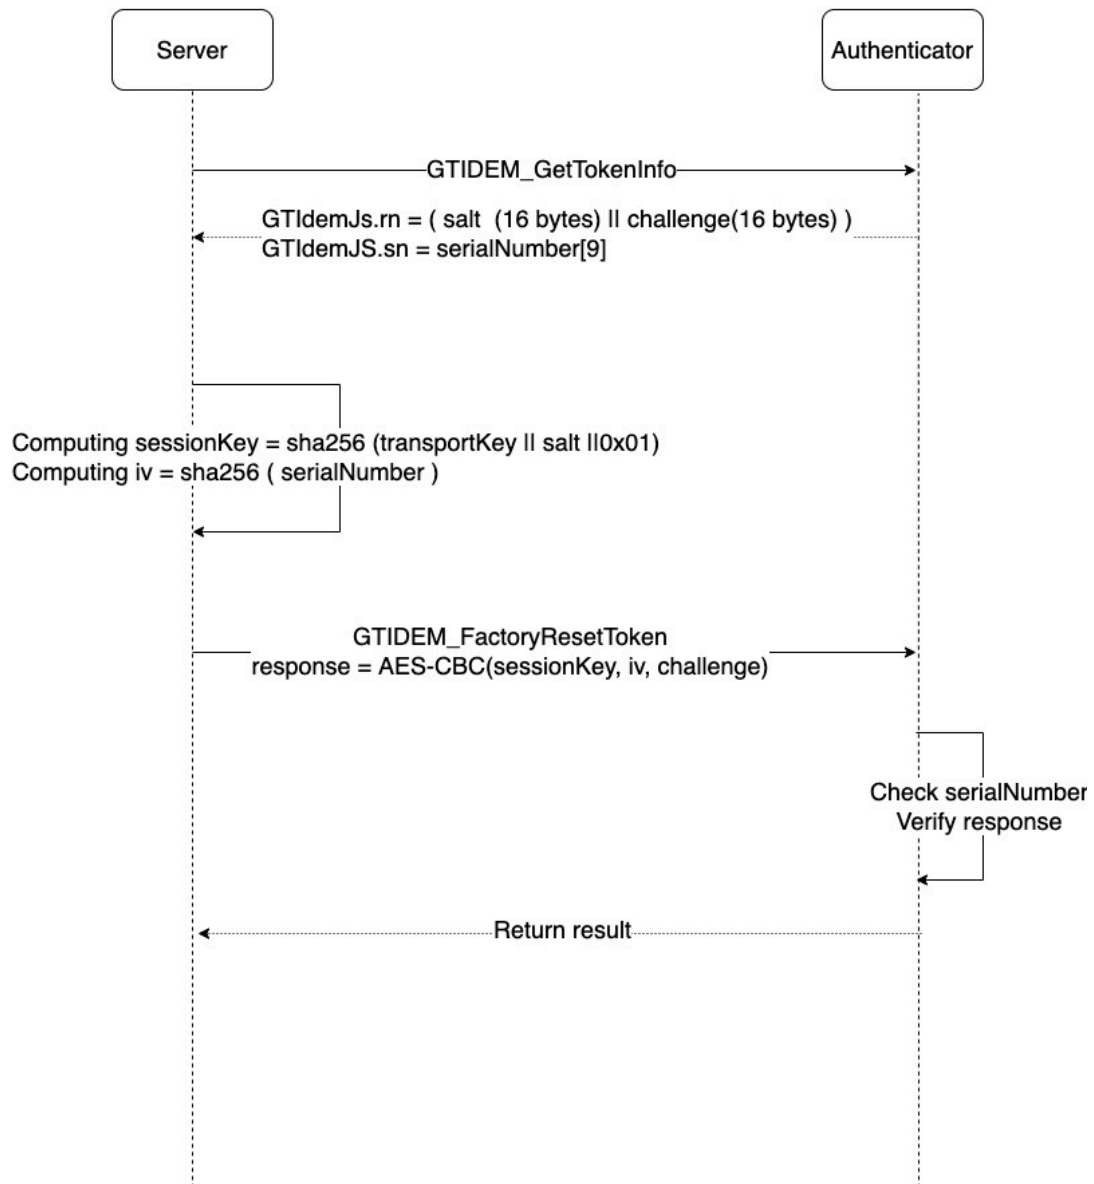 Server
Authenticator
GTIDEM_GetTokenInfo
GTIdemJs.rn = ( salt  (16 bytes) || challenge(16 bytes) )
GTIdemJS.sn = serialNumber[9]
Computing sessionKey = sha256 (transportKey || salt ||0x01)
Computing iv = sha256 ( serialNumber )
GTIDEM_FactoryResetToken
response = AES-CBC(sessionKey, iv, challenge)
Check serialNumber
Verify response
Return result